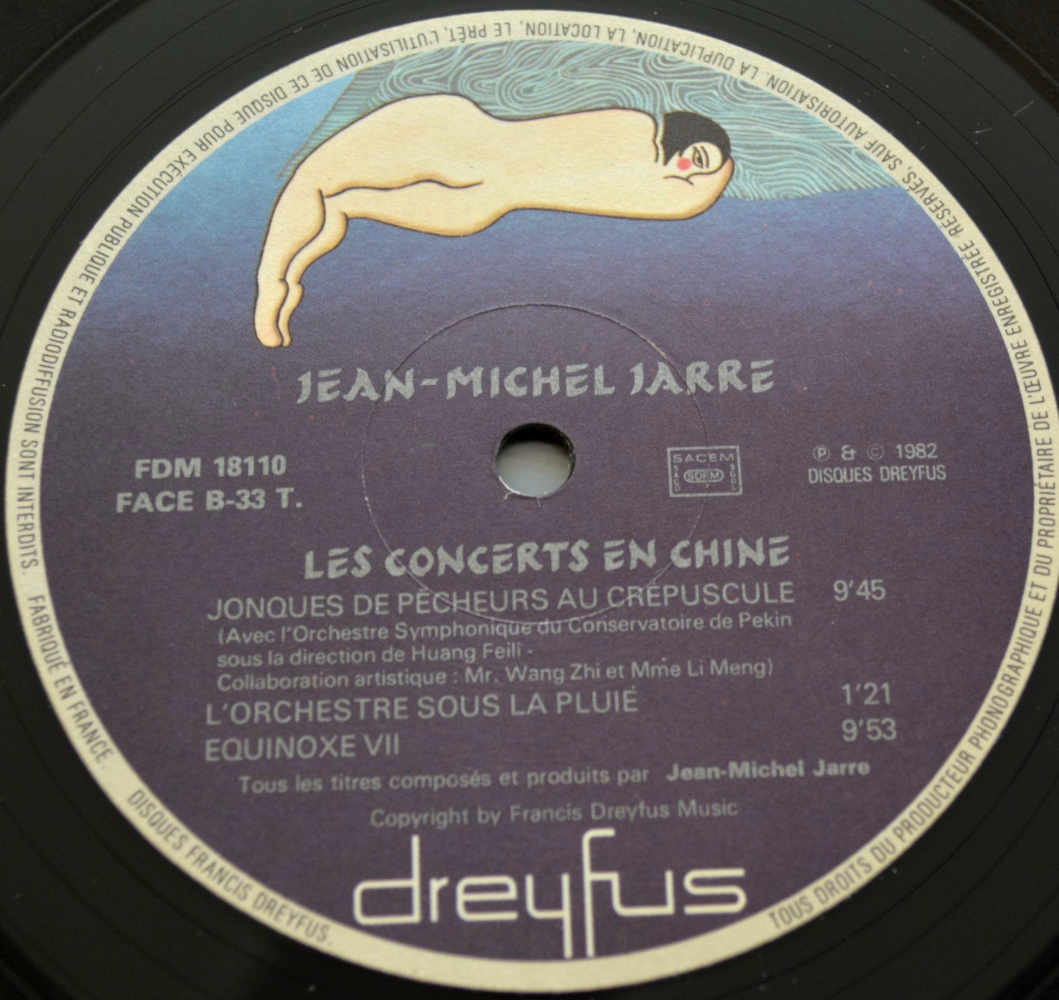 TOUS DROITS DU PRODUCTEUR PHONOGRAPHIQUE ET DU PROPRIÉTAIRE DE L'ŒUVRE ENREGISTRÉE RÉSERVÉS, SAUF AUTORISATION, LA DUPLICATION, LA LOCATION, LE PRÊT, L'UTILISATION DE CE DISQUE POUR EXÉCUTION PUBLIQUE ET RADIODIFFUSION SONT INTERDITS. FABRIQUÉ EN FRANCE.
JEAN-MICHEL JARRE
FDM 18110
FACE B-33 T.
SACEM
SACD
SDRM
SGDL
℗ & © 1982
DISQUES DREYFUS
LES CONCERTS EN CHINE
JONQUES DE PÊCHEURS AU CRÉPUSCULE 9'45
(Avec l'Orchestre Symphonique du Conservatoire de Pekin
sous la direction de Huang Feili -
Collaboration artistique : Mr. Wang Zhi et Mme Li Meng)
L'ORCHESTRE SOUS LA PLUIE 1'21
EQUINOXE VII 9'53
Tous les titres composés et produits par Jean-Michel Jarre
Copyright by Francis Dreyfus Music
dreyfus
DISQUES FRANCIS DREYFUS.